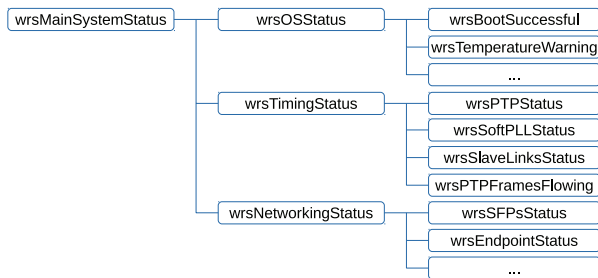 wrsMainSystemStatus
wrsOSStatus
wrsBootSuccessful
wrsTemperatureWarning
...
wrsTimingStatus
wrsPTPStatus
wrsSoftPLLStatus
wrsSlaveLinksStatus
wrsPTPFramesFlowing
wrsNetworkingStatus
wrsSFPsStatus
wrsEndpointStatus
...